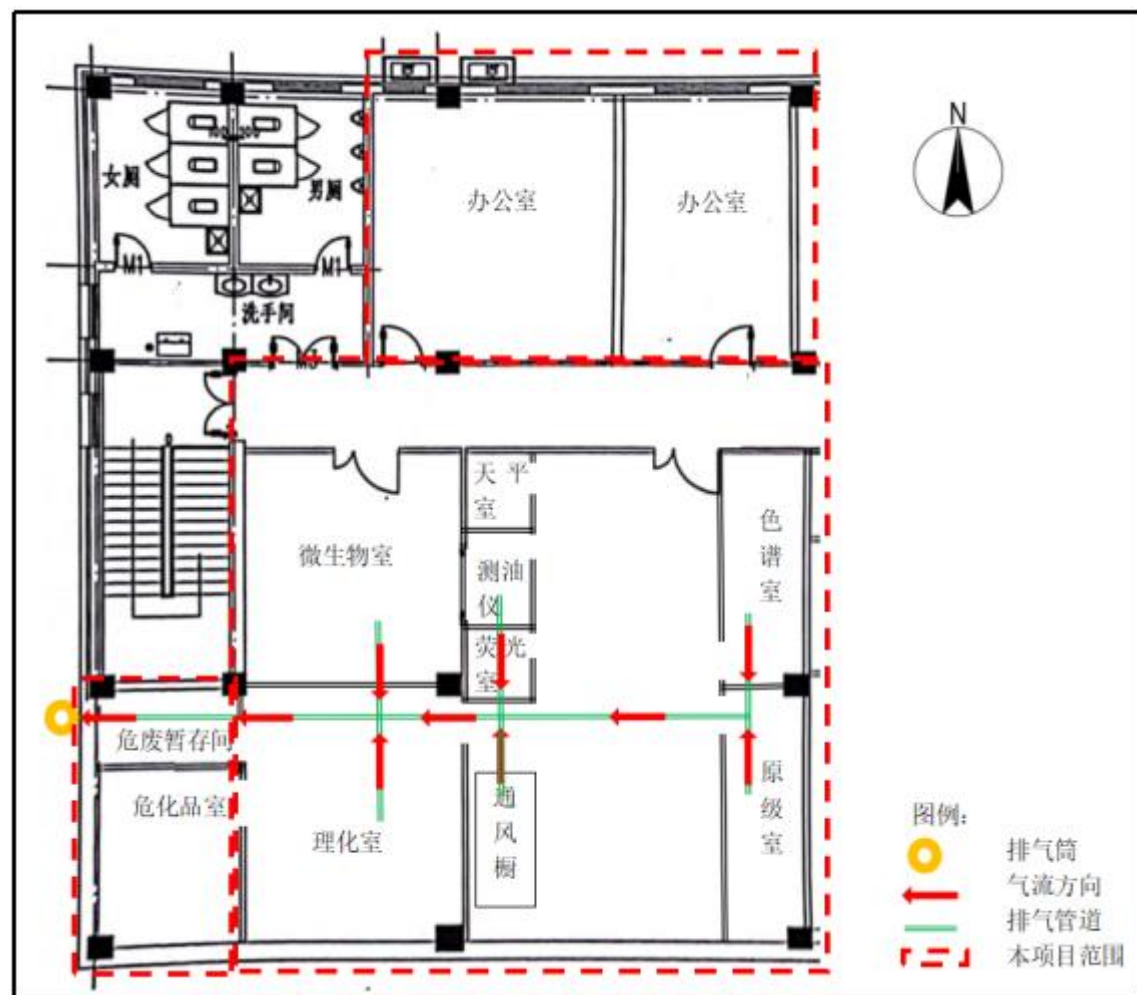 N
女厕
男厕
办公室
办公室
M1
M1
洗手间
M3
天平
室
微生物室
测油
仪
荧光
室
色
谱
室
危废暂存间
危化品室
理化室
通
风
橱
原
级
室
图例：
排气筒
气流方向
排气管道
本项目范围